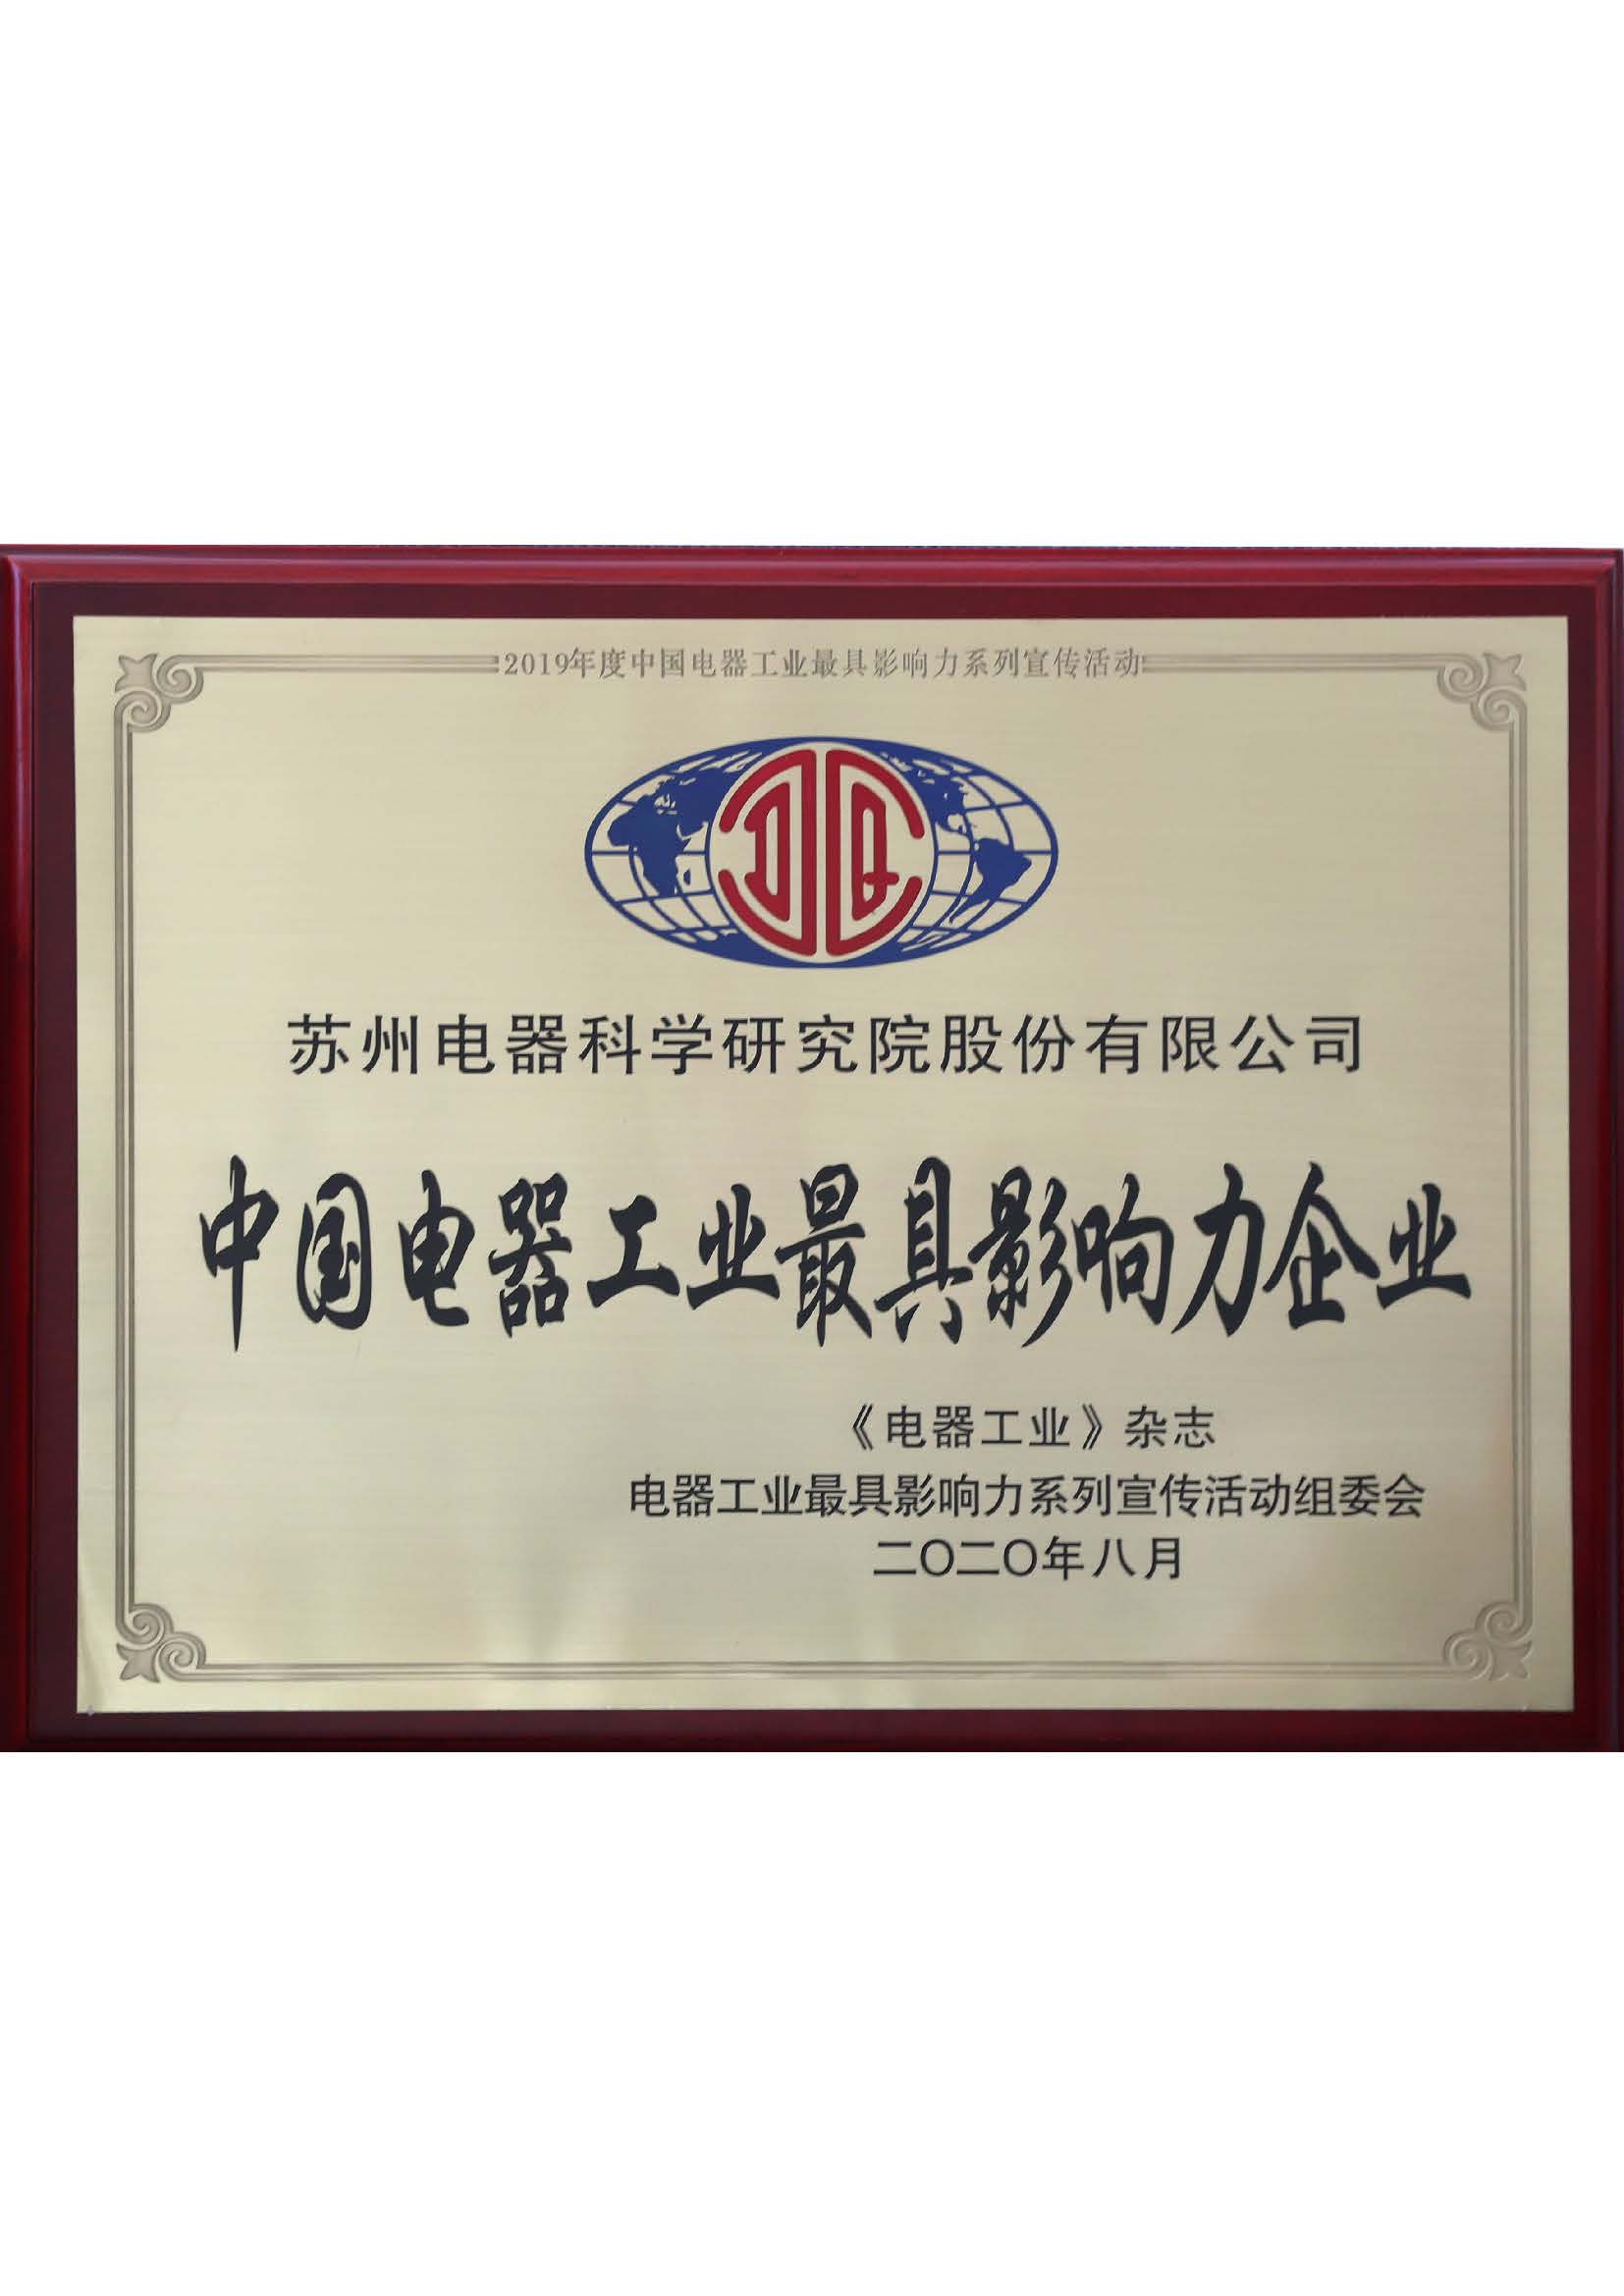 2019年度中国电器工业最具影响力系列宣传活动
DQ
苏州电器科学研究院股份有限公司
中国电器工业最具影响力企业
《电器工业》杂志
电器工业最具影响力系列宣传活动组委会
二〇二〇年八月